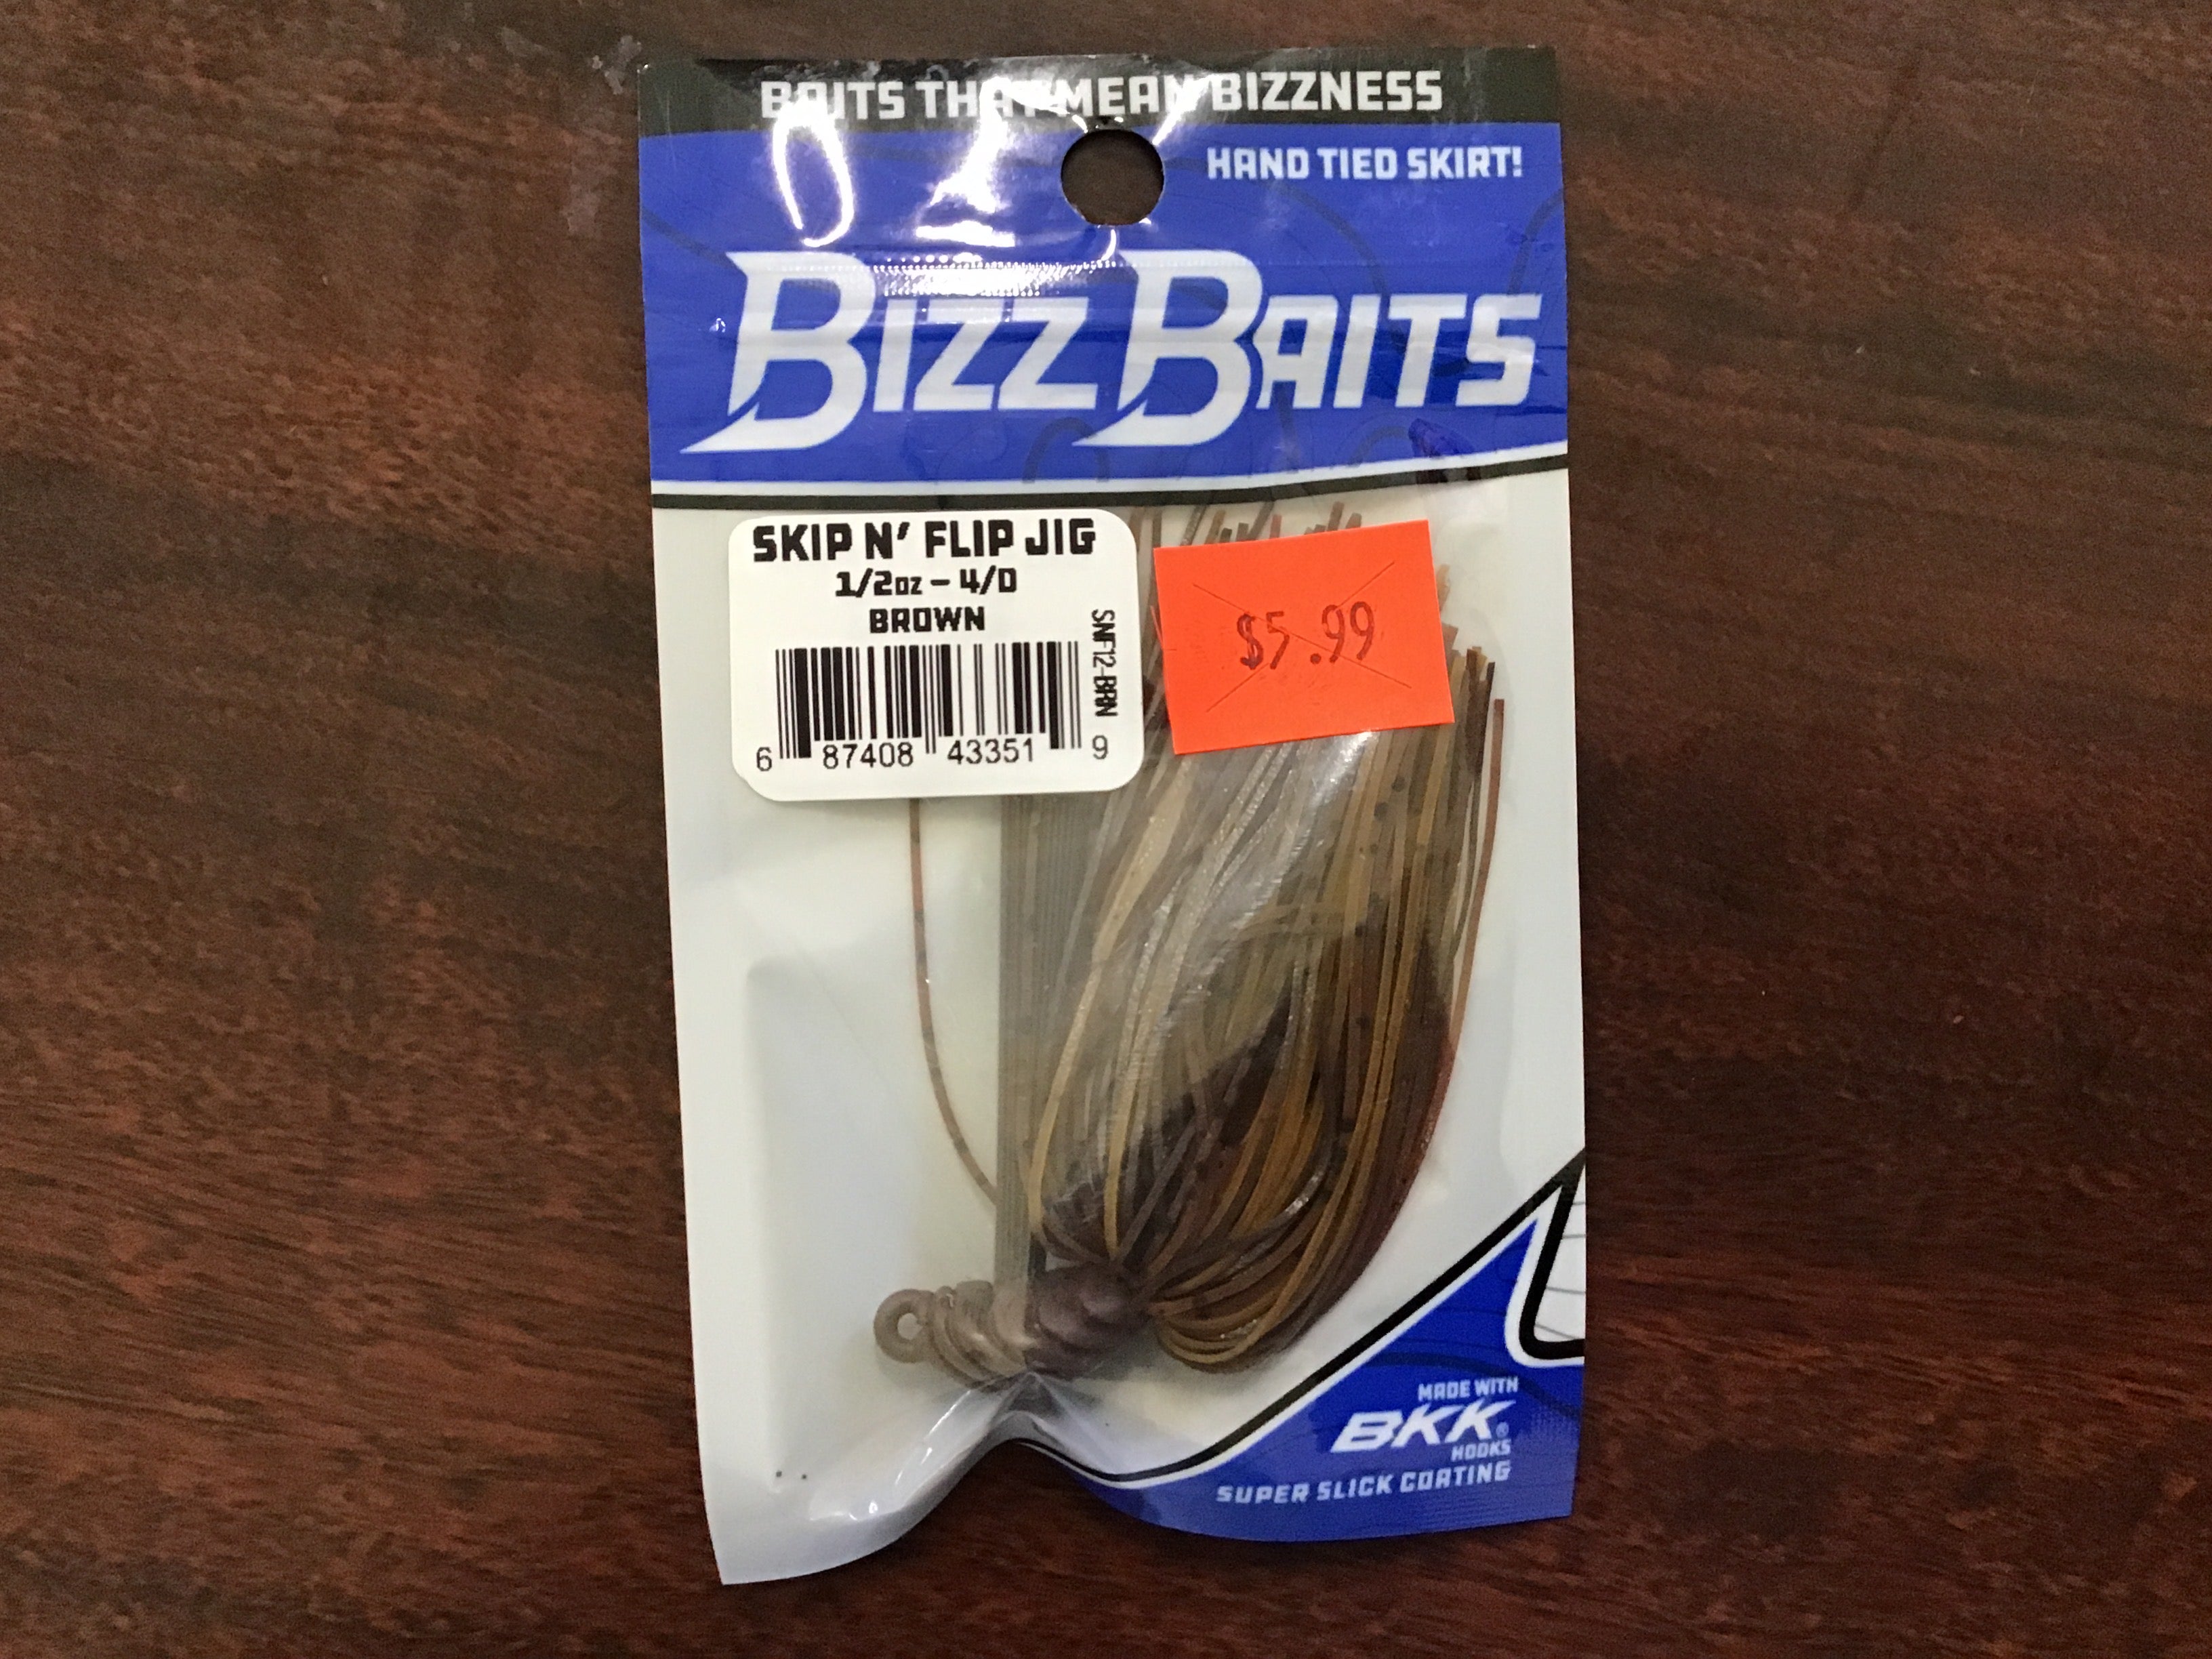 BAITS THAT MEAN BIZZNESS
HAND TIED SKIRT!
BIZZ BAITS
SKIP N' FLIP JIG
1/2oz – 4/0
BROWN
SNF12-BRN
6 87408 43351 9
$5.99
MADE WITH
BKK®
HOOKS
SUPER SLICK COATING